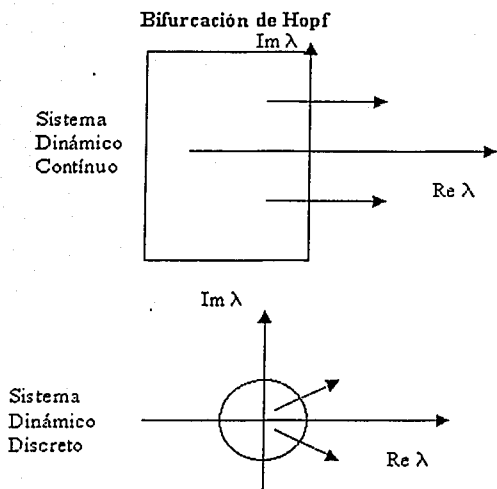 Bifurcación de Hopf
Im λ
Sistema
Dinámico
Contínuo
Re λ
Im λ
Sistema
Dinámico
Discreto
Re λ